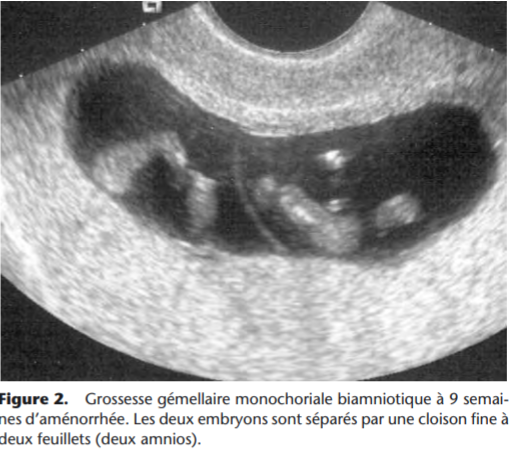 Figure 2. Grossesse gémellaire monochoriale biamniotique à 9 semai-
nes d'aménorrhée. Les deux embryons sont séparés par une cloison fine à
deux feuillets (deux amnios).